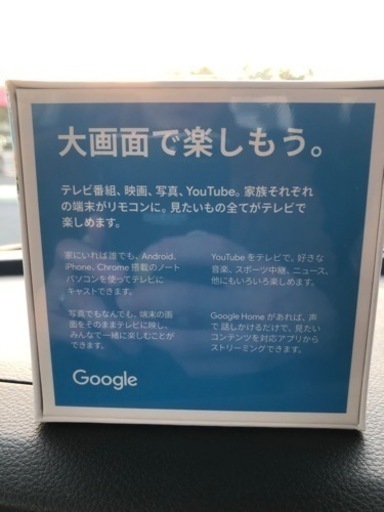 大画面で楽しもう。
テレビ番組、映画、写真、YouTube。家族それぞれ
の端末がリモコンに。見たいもの全てがテレビで
楽しめます。
家にいれば誰でも、Android、
iPhone、Chrome 搭載のノート
パソコンを使ってテレビに
キャストできます。
写真でもなんでも、端末の画
面をそのままテレビに映し、
みんなで一緒に楽しむことが
できます。
YouTube をテレビで。好きな
音楽、スポーツ中継、ニュース、
他にもいろいろ楽しめます。
Google Home があれば、声
で 話しかけるだけで、見たい
コンテンツを対応アプリから
ストリーミングできます。
Google